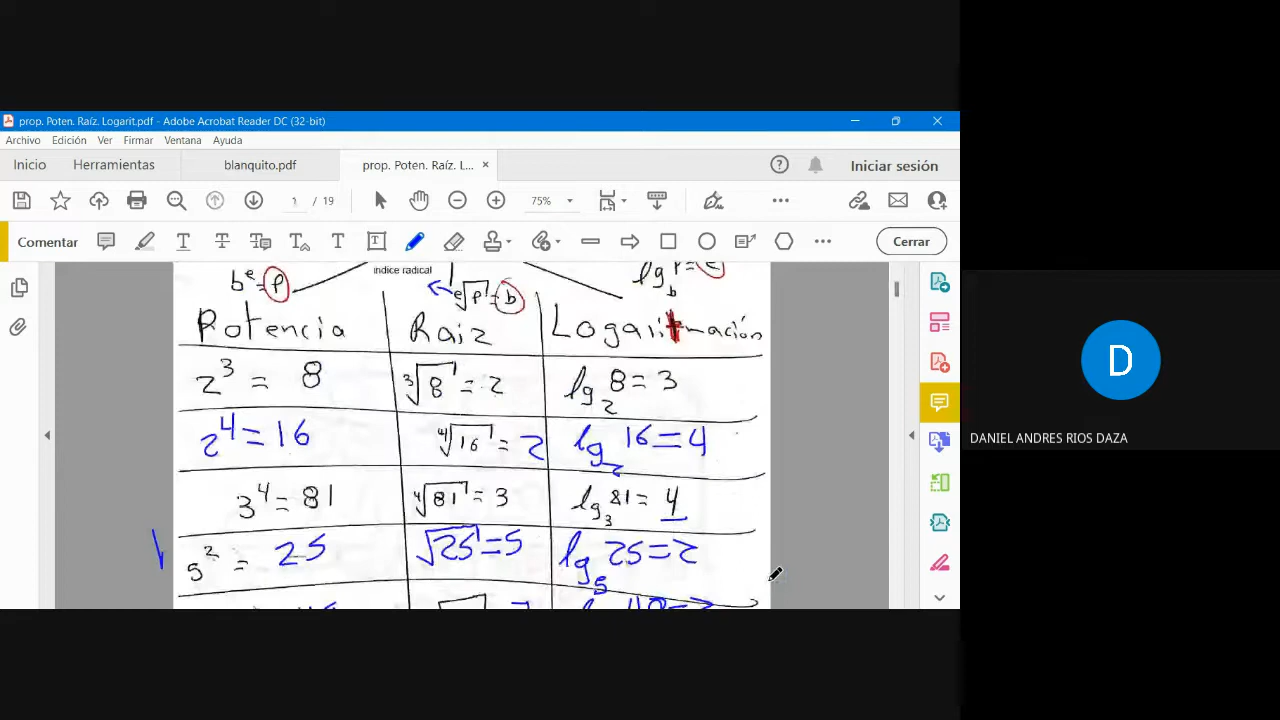 prop. Poten. Raíz. Logarit.pdf - Adobe Acrobat Reader DC (32-bit)
Archivo Edición Ver Firmar Ventana Ayuda
Inicio Herramientas blanquito.pdf prop. Poten. Raíz. L... × Iniciar sesión
1 / 19 75%
Comentar Cerrar
bᵉ = p
indice radical
ᵉ√p = b
lg_b p = e
Potencia Raiz Logaritmación
2³ = 8 ³√8 = 2 lg₂ 8 = 3
2⁴ = 16 ⁴√16 = 2 lg₂ 16 = 4
3⁴ = 81 ⁴√81 = 3 lg₃ 81 = 4
5² = 25 √25 = 5 lg₅ 25 = 2
D
DANIEL ANDRES RIOS DAZA